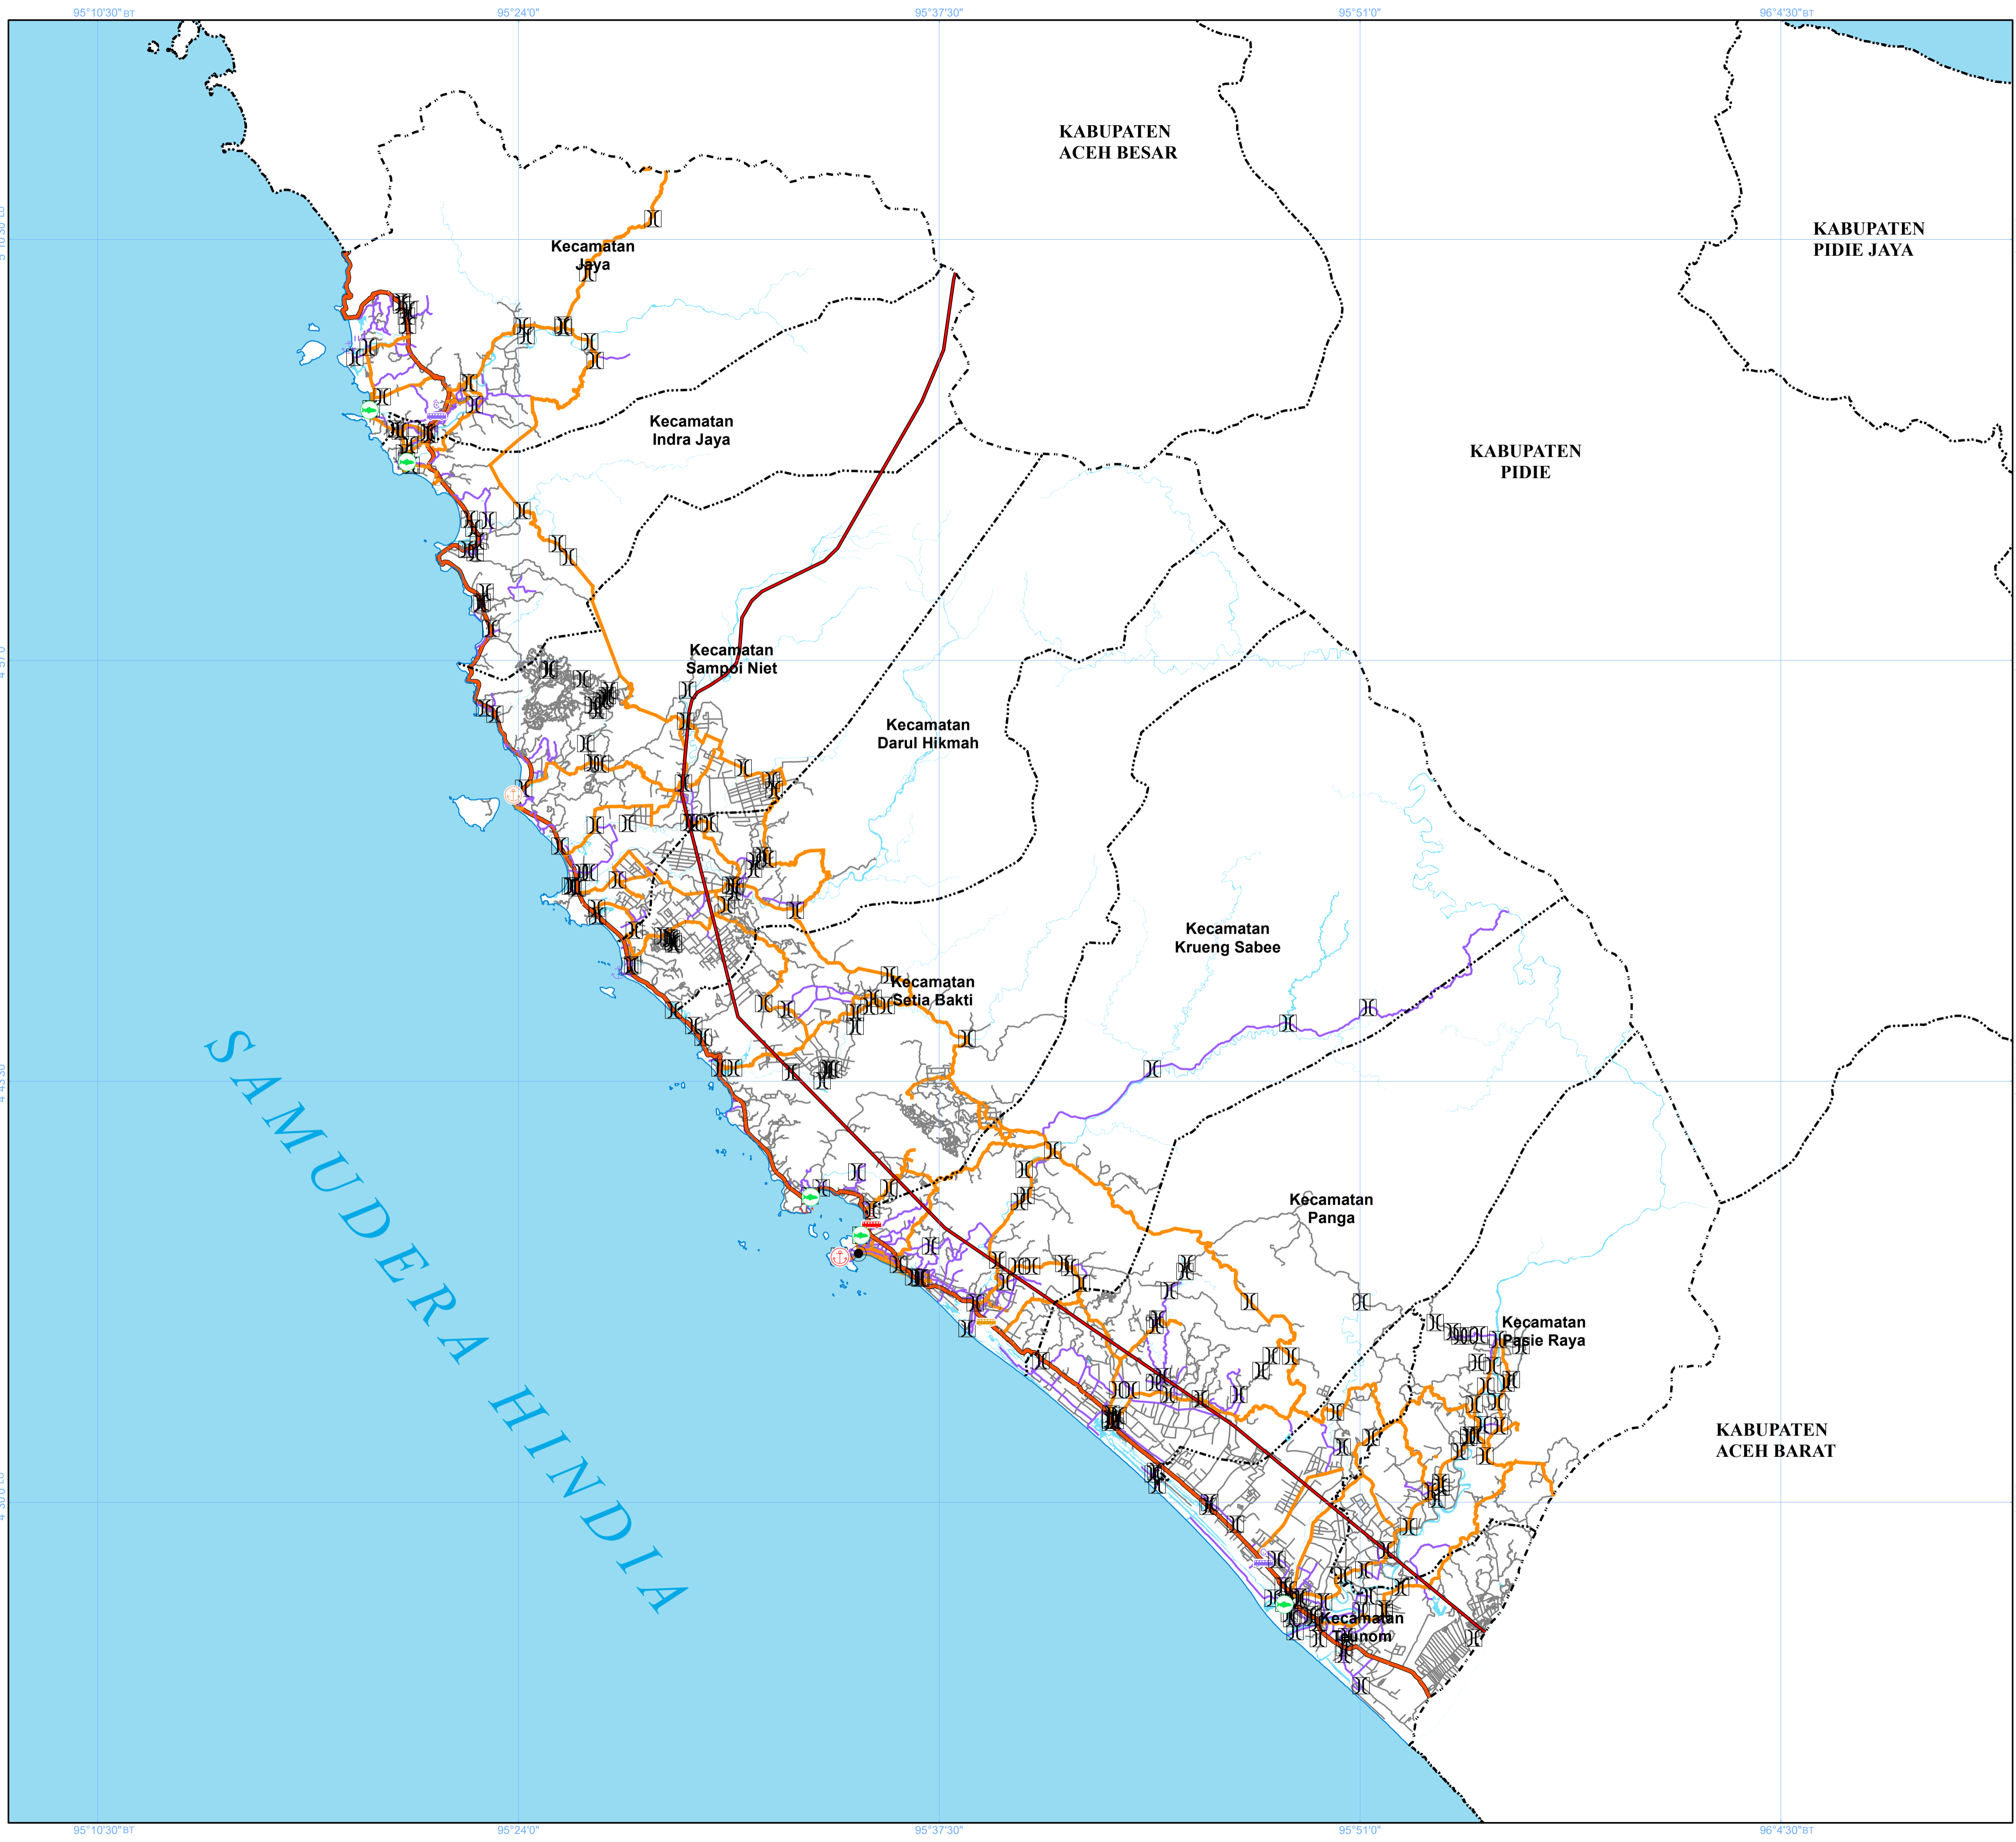 95°10'30" BT
95°24'0"
95°37'30"
95°51'0"
96°4'30" BT
KABUPATEN
ACEH BESAR
KABUPATEN
PIDIE JAYA
Kecamatan
Jaya
Kecamatan
Indra Jaya
KABUPATEN
PIDIE
Kecamatan
Sampoi Niet
Kecamatan
Darul Hikmah
Kecamatan
Krueng Sabee
Kecamatan
Setia Bakti
SAMUDERA HINDIA
Kecamatan
Panga
Kecamatan
Pasie Raya
KABUPATEN
ACEH BARAT
Kecamatan
Teunom
95°10'30" BT
95°24'0"
95°37'30"
95°51'0"
96°4'30" BT